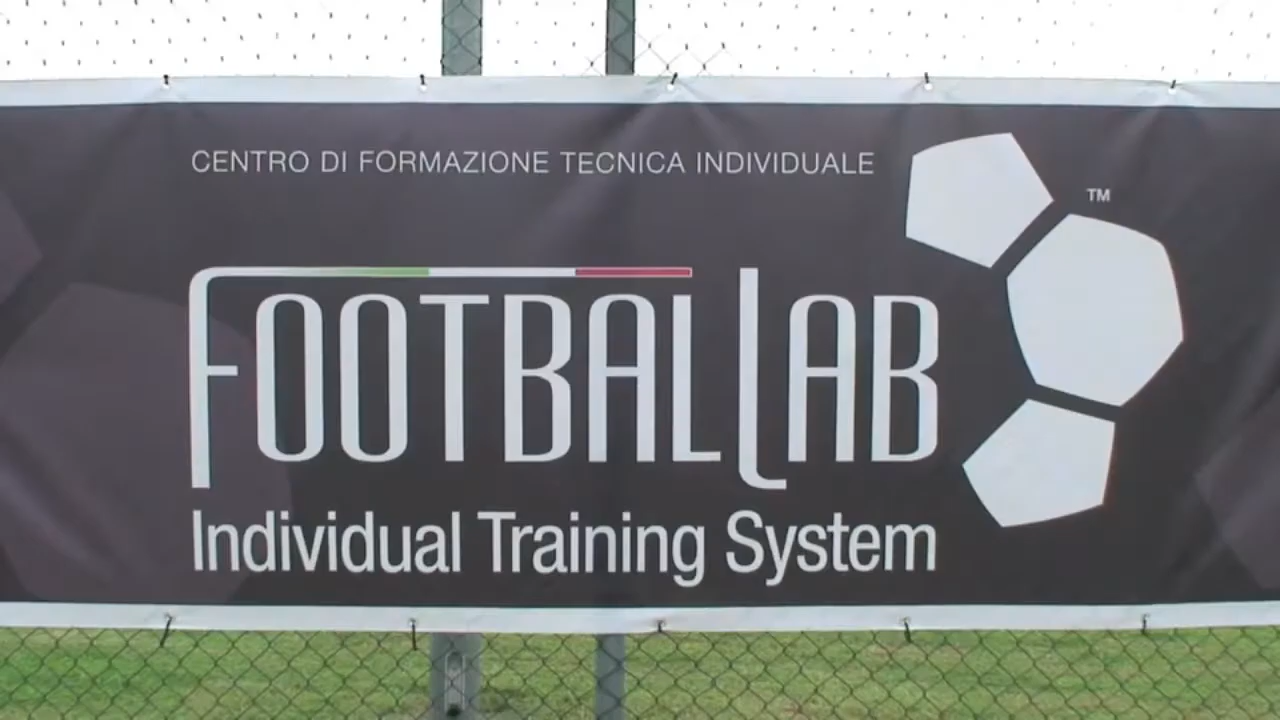 CENTRO DI FORMAZIONE TECNICA INDIVIDUALE
TM
FOOTBALLAB
Individual Training System